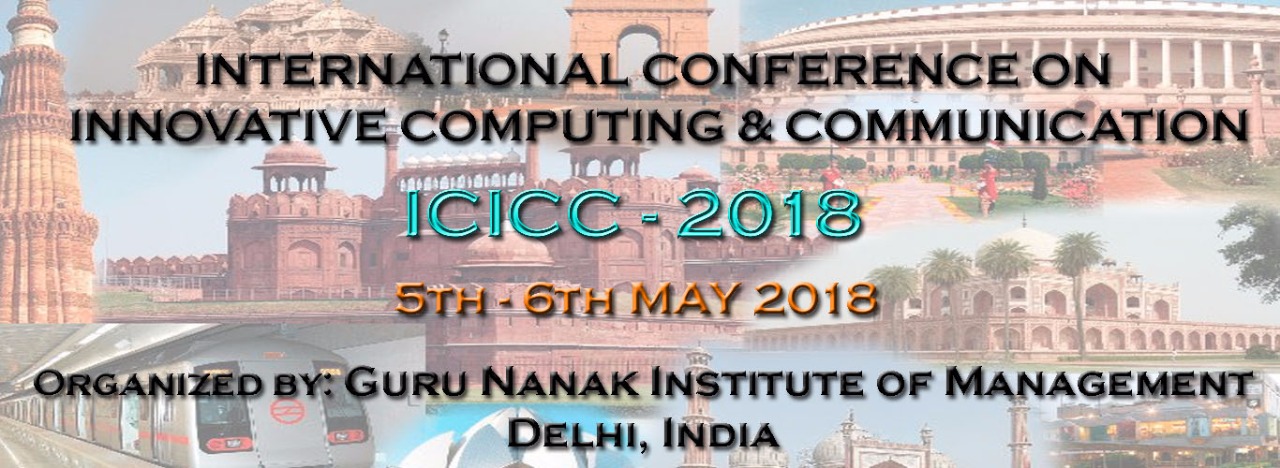 INTERNATIONAL CONFERENCE ON
INNOVATIVE COMPUTING & COMMUNICATION
ICICC - 2018
5TH - 6TH MAY 2018
ORGANIZED BY: GURU NANAK INSTITUTE OF MANAGEMENT
DELHI, INDIA